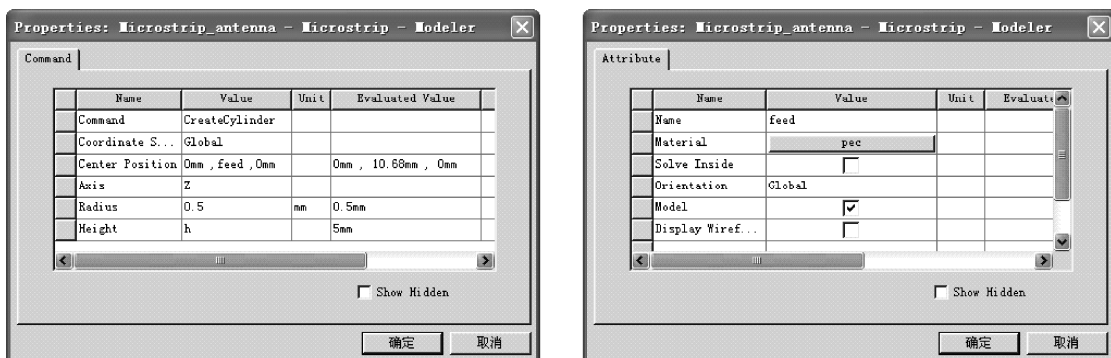 Properties: Microstrip_antenna - Microstrip - Modeler
Command
Name Value Unit Evaluated Value
Command CreateCylinder
Coordinate S... Global
Center Position 0mm ,feed ,0mm 0mm , 10.68mm , 0mm
Axis Z
Radius 0.5 mm 0.5mm
Height h 5mm
Show Hidden
确定 取消
Properties: Microstrip_antenna - Microstrip - Modeler
Attribute
Name Value Unit Evaluate
Name feed
Material pec
Solve Inside
Orientation Global
Model
Display Wiref...
Show Hidden
确定 取消